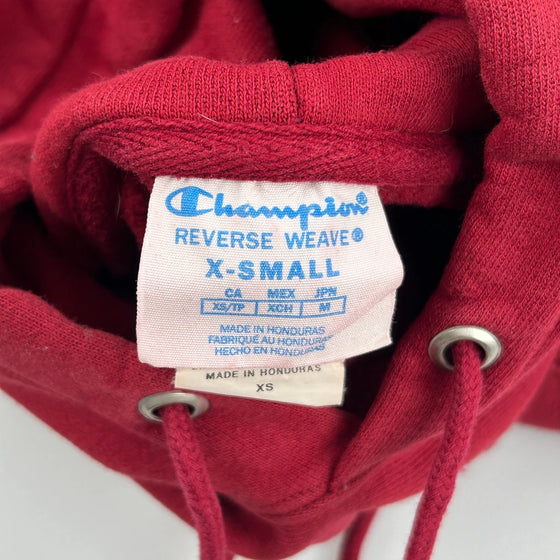 Champion®
REVERSE WEAVE®
X-SMALL
CA MEX JPN
XS/TP XCH M
MADE IN HONDURAS
FABRIQUÉ AU HONDURAS
HECHO EN HONDURAS
MADE IN HONDURAS
XS